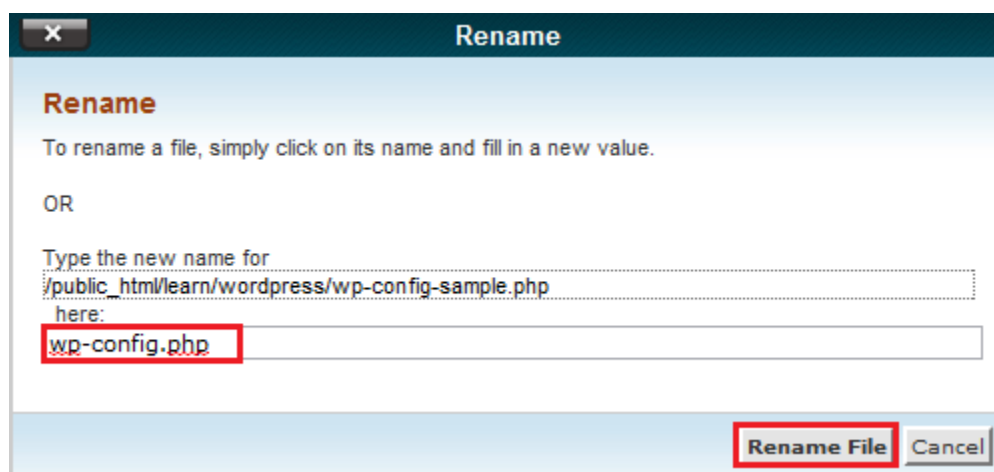 Rename
Rename
To rename a file, simply click on its name and fill in a new value.
OR
Type the new name for
/public_html/learn/wordpress/wp-config-sample.php
here:
wp-config.php
Rename File Cancel